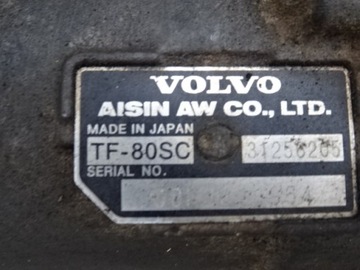 VOLVO
AISIN AW CO., LTD.
MADE IN JAPAN
TF-80SC 31256205
SERIAL NO.